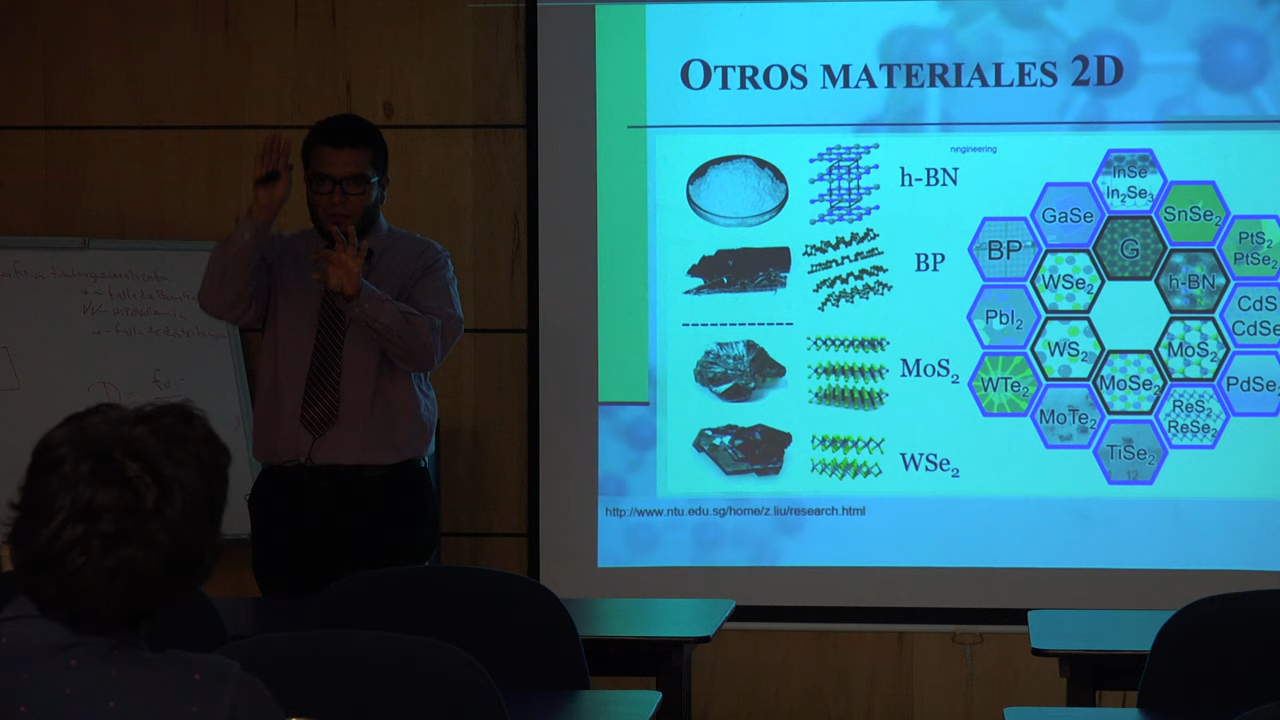 OTROS MATERIALES 2D
h-BN
BP
MoS₂
WSe₂
InSe
In₂Se₃
GaSe
SnSe₂
BP
G
PtS₂
PtSe₂
WSe₂
h-BN
PbI₂
CdS
CdSe
WS₂
MoS₂
WTe₂
MoSe₂
PdSe₂
MoTe₂
ReS₂
ReSe₂
TiSe₂
http://www.ntu.edu.sg/home/z.liu/research.html